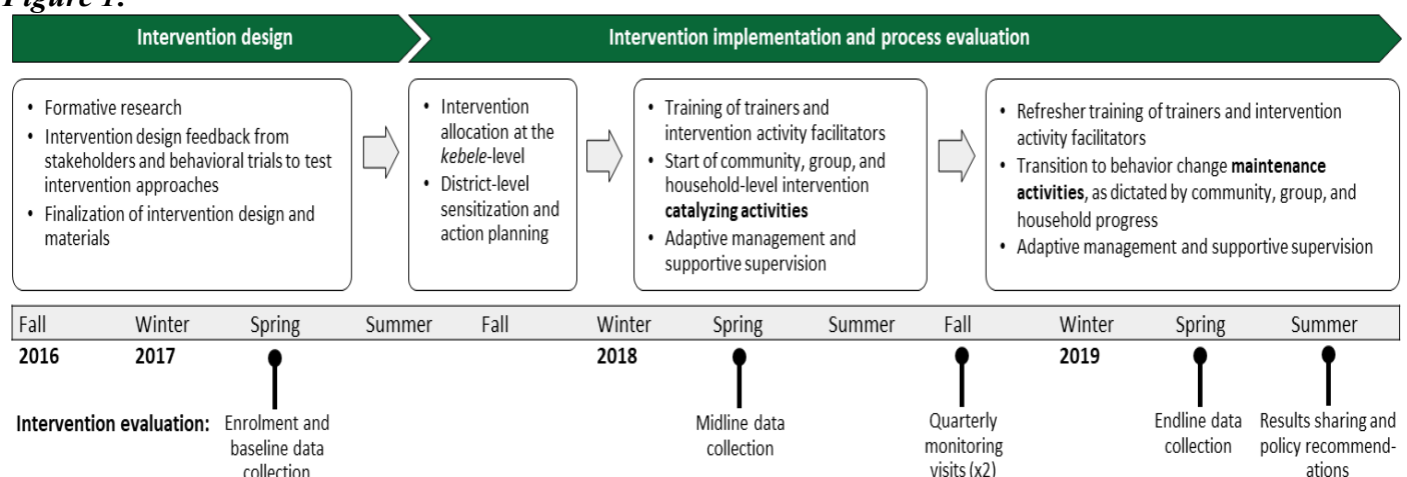 Figure 1.
Intervention design
Intervention implementation and process evaluation
• Formative research
• Intervention design feedback from
stakeholders and behavioral trials to test
intervention approaches
• Finalization of intervention design and
materials
• Intervention
allocation at the
kebele-level
• District-level
sensitization and
action planning
• Training of trainers and
intervention activity facilitators
• Start of community, group, and
household-level intervention
catalyzing activities
• Adaptive management and
supportive supervision
• Refresher training of trainers and intervention
activity facilitators
• Transition to behavior change maintenance
activities, as dictated by community, group, and
household progress
• Adaptive management and supportive supervision
Fall Winter Spring Summer Fall Winter Spring Summer Fall Winter Spring Summer
2016 2017 2018 2019
Intervention evaluation:
Enrolment and
baseline data
collection
Midline data
collection
Quarterly
monitoring
visits (x2)
Endline data
collection
Results sharing and
policy recommend-
ations